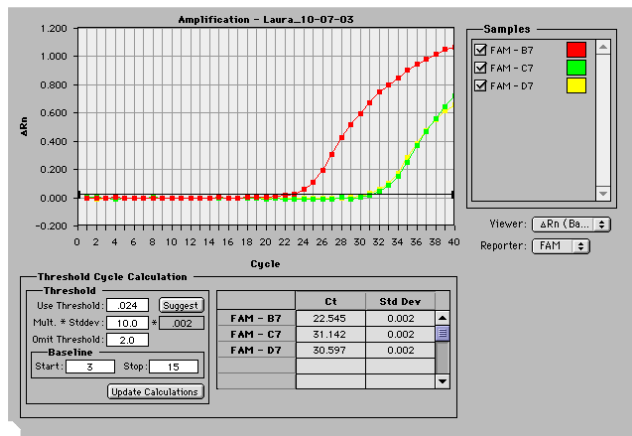 Amplification - Laura_10-07-03
1.200
1.000
0.800
0.600
0.400
0.200
0.000
-0.200
ΔRn
0 2 4 6 8 10 12 14 16 18 20 22 24 26 28 30 32 34 36 38 40
Cycle
Samples
FAM - B7
FAM - C7
FAM - D7
Viewer: ΔRn (Ba...
Reporter: FAM
Threshold Cycle Calculation
Threshold
Use Threshold: .024 Suggest
Mult. * Stddev: 10.0 * .002
Omit Threshold: 2.0
Baseline
Start: 3 Stop: 15
Update Calculations
Ct Std Dev
FAM - B7 22.545 0.002
FAM - C7 31.142 0.002
FAM - D7 30.597 0.002